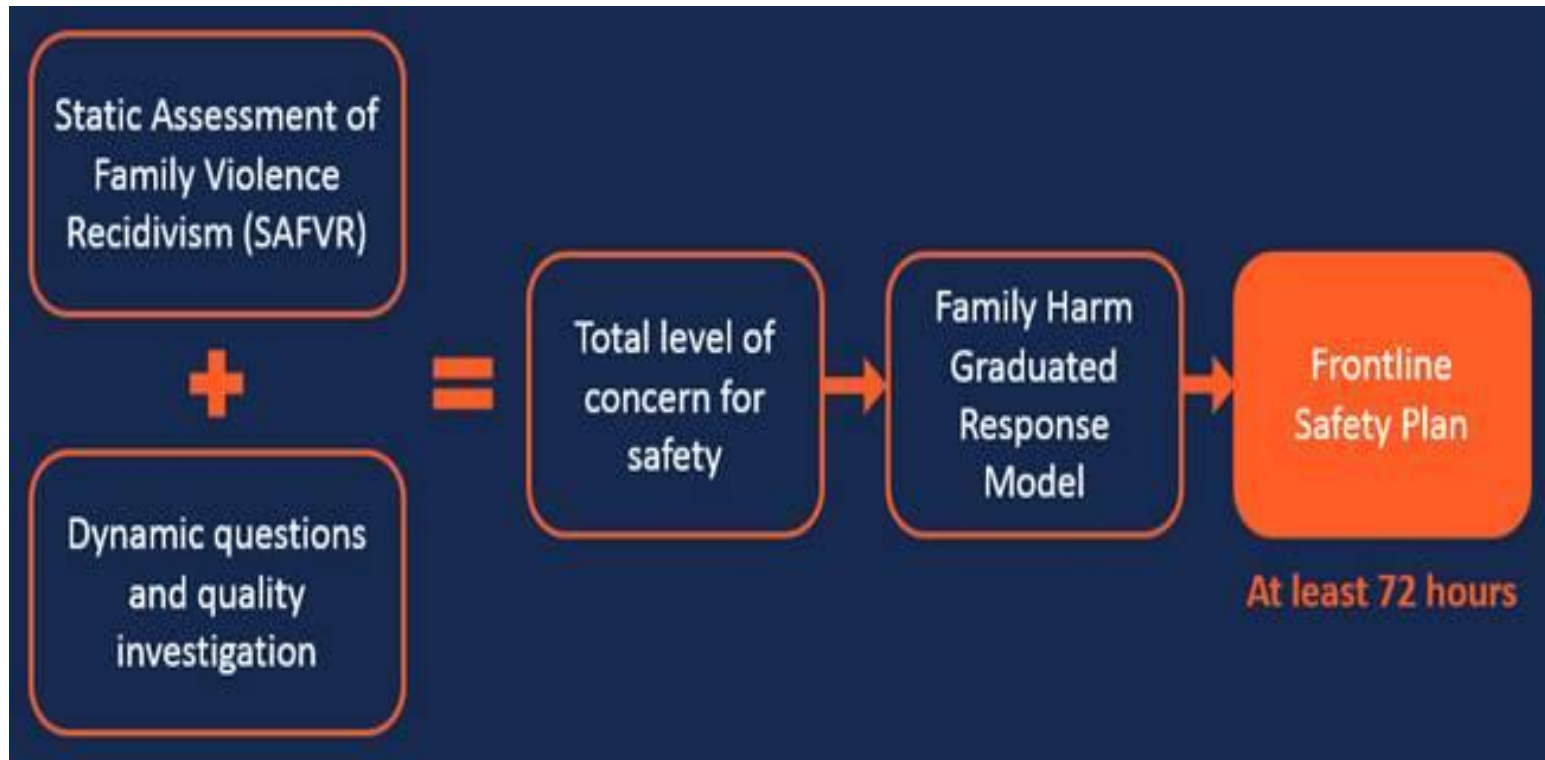 Static Assessment of
Family Violence
Recidivism (SAFVR)
+
Dynamic questions
and quality
investigation
=
Total level of
concern for
safety
Family Harm
Graduated
Response
Model
Frontline
Safety Plan
At least 72 hours